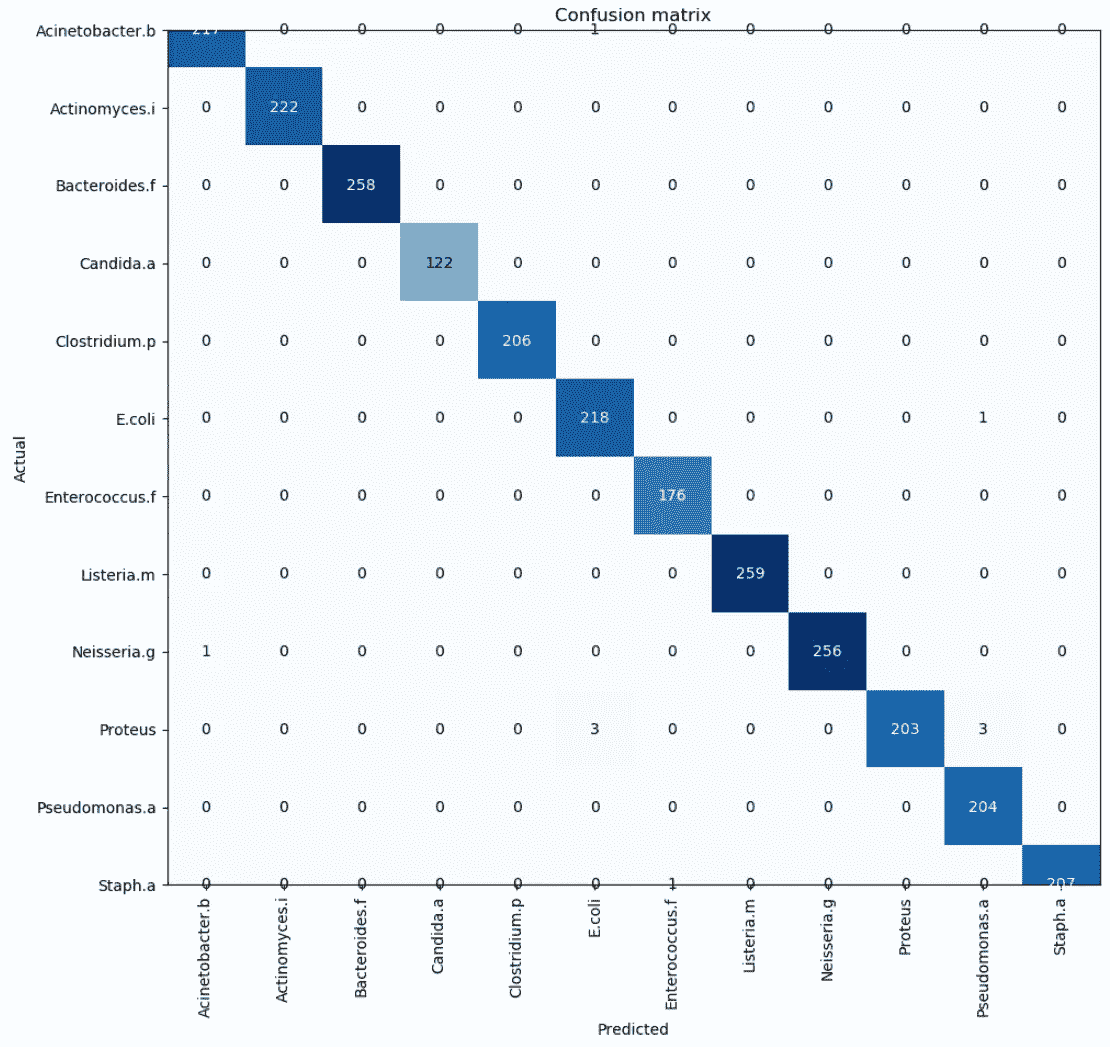 Confusion matrix
Acinetobacter.b 217 0 0 0 0 1 0 0 0 0 0 0
Actinomyces.i 0 222 0 0 0 0 0 0 0 0 0 0
Bacteroides.f 0 0 258 0 0 0 0 0 0 0 0 0
Candida.a 0 0 0 122 0 0 0 0 0 0 0 0
Clostridium.p 0 0 0 0 206 0 0 0 0 0 0 0
E.coli 0 0 0 0 0 218 0 0 0 0 1 0
Actual
Enterococcus.f 0 0 0 0 0 0 176 0 0 0 0 0
Listeria.m 0 0 0 0 0 0 0 259 0 0 0 0
Neisseria.g 1 0 0 0 0 0 0 0 256 0 0 0
Proteus 0 0 0 0 0 3 0 0 0 203 3 0
Pseudomonas.a 0 0 0 0 0 0 0 0 0 0 204 0
Staph.a 0 0 0 0 0 0 1 0 0 0 0 207
Acinetobacter.b
Actinomyces.i
Bacteroides.f
Candida.a
Clostridium.p
E.coli
Enterococcus.f
Listeria.m
Neisseria.g
Proteus
Pseudomonas.a
Staph.a
Predicted